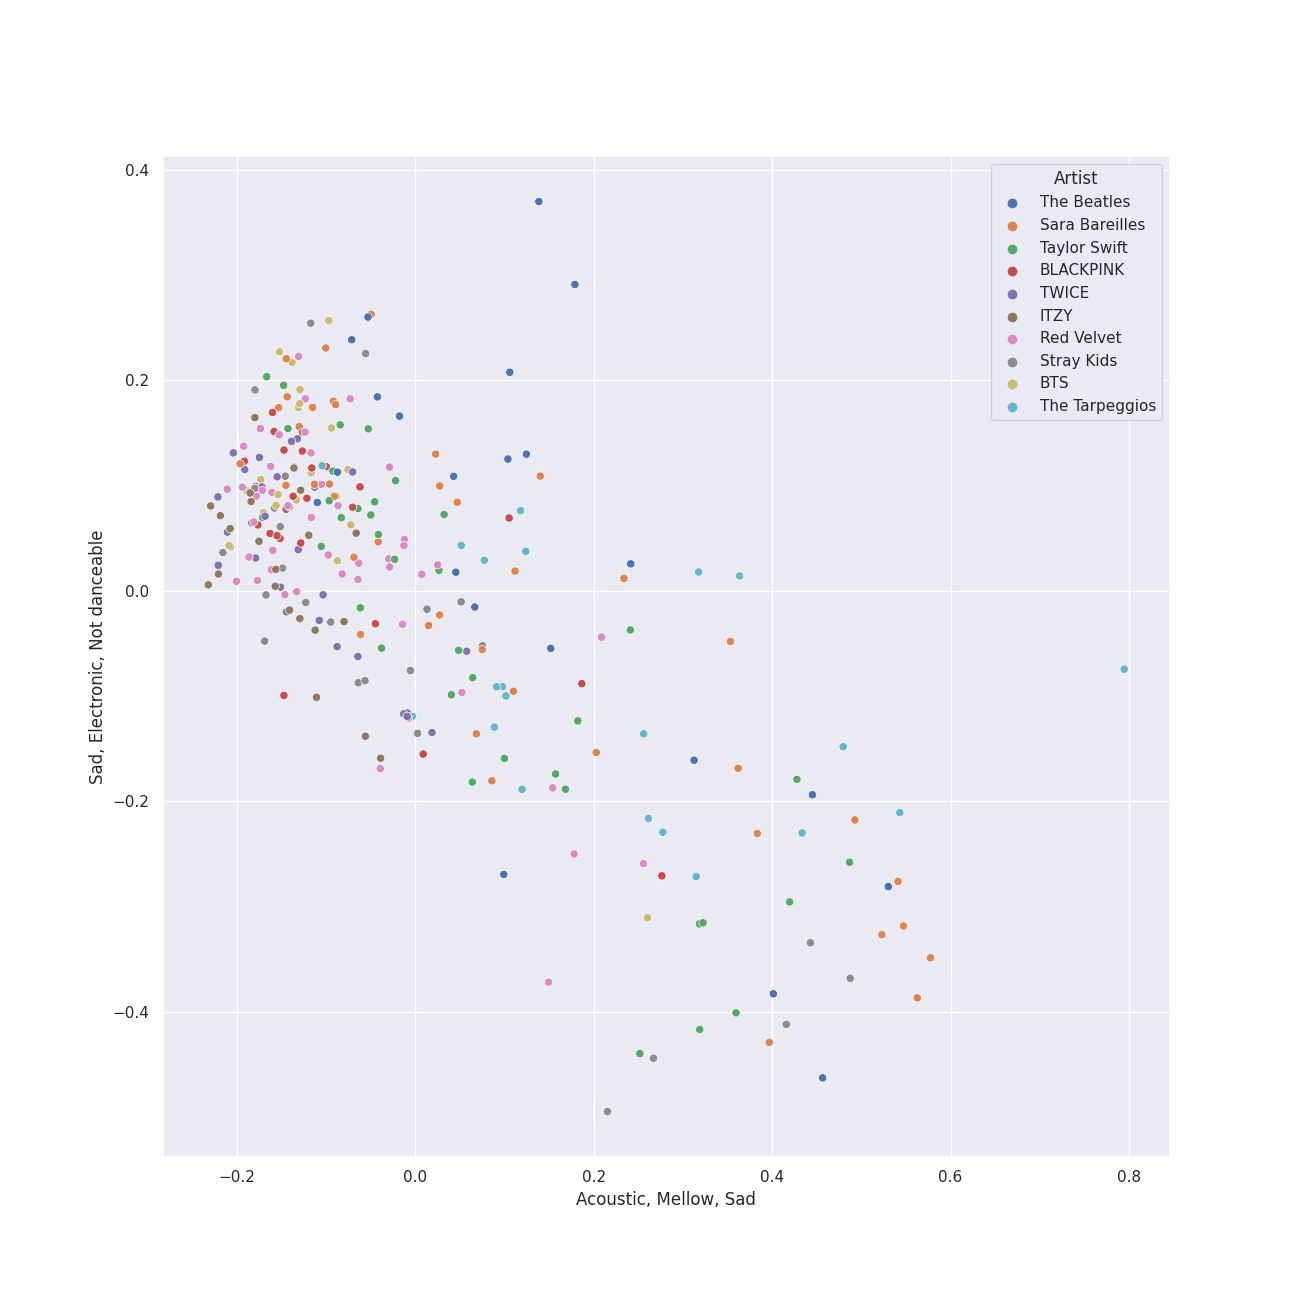 0.4
0.2
0.0
−0.2
−0.4
Sad, Electronic, Not danceable
−0.2
0.0
0.2
0.4
0.6
0.8
Acoustic, Mellow, Sad
Artist
The Beatles
Sara Bareilles
Taylor Swift
BLACKPINK
TWICE
ITZY
Red Velvet
Stray Kids
BTS
The Tarpeggios